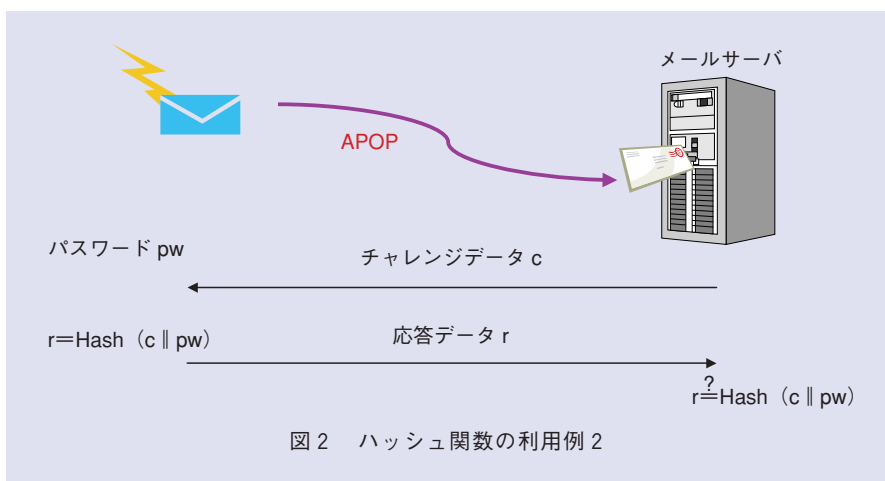 メールサーバ
APOP
パスワード pw
チャレンジデータ c
r=Hash(c ∥ pw)
応答データ r
?
r=Hash(c ∥ pw)
図 2 ハッシュ関数の利用例 2